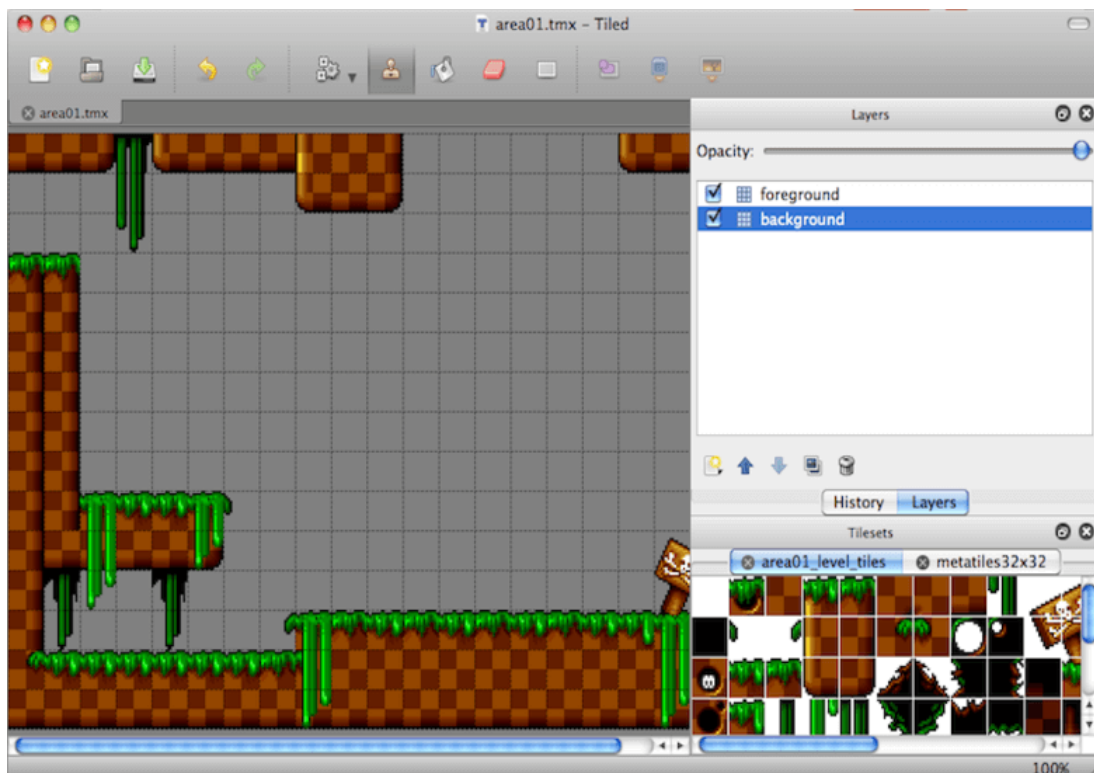 area01.tmx – Tiled
area01.tmx
Layers
Opacity:
foreground
background
History Layers
Tilesets
area01_level_tiles metatiles32x32
100%